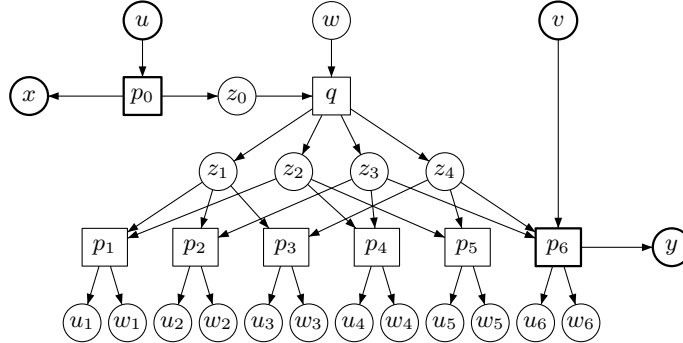 u w v
x p₀ z₀ q
z₁ z₂ z₃ z₄
p₁ p₂ p₃ p₄ p₅ p₆ y
u₁ w₁ u₂ w₂ u₃ w₃ u₄ w₄ u₅ w₅ u₆ w₆